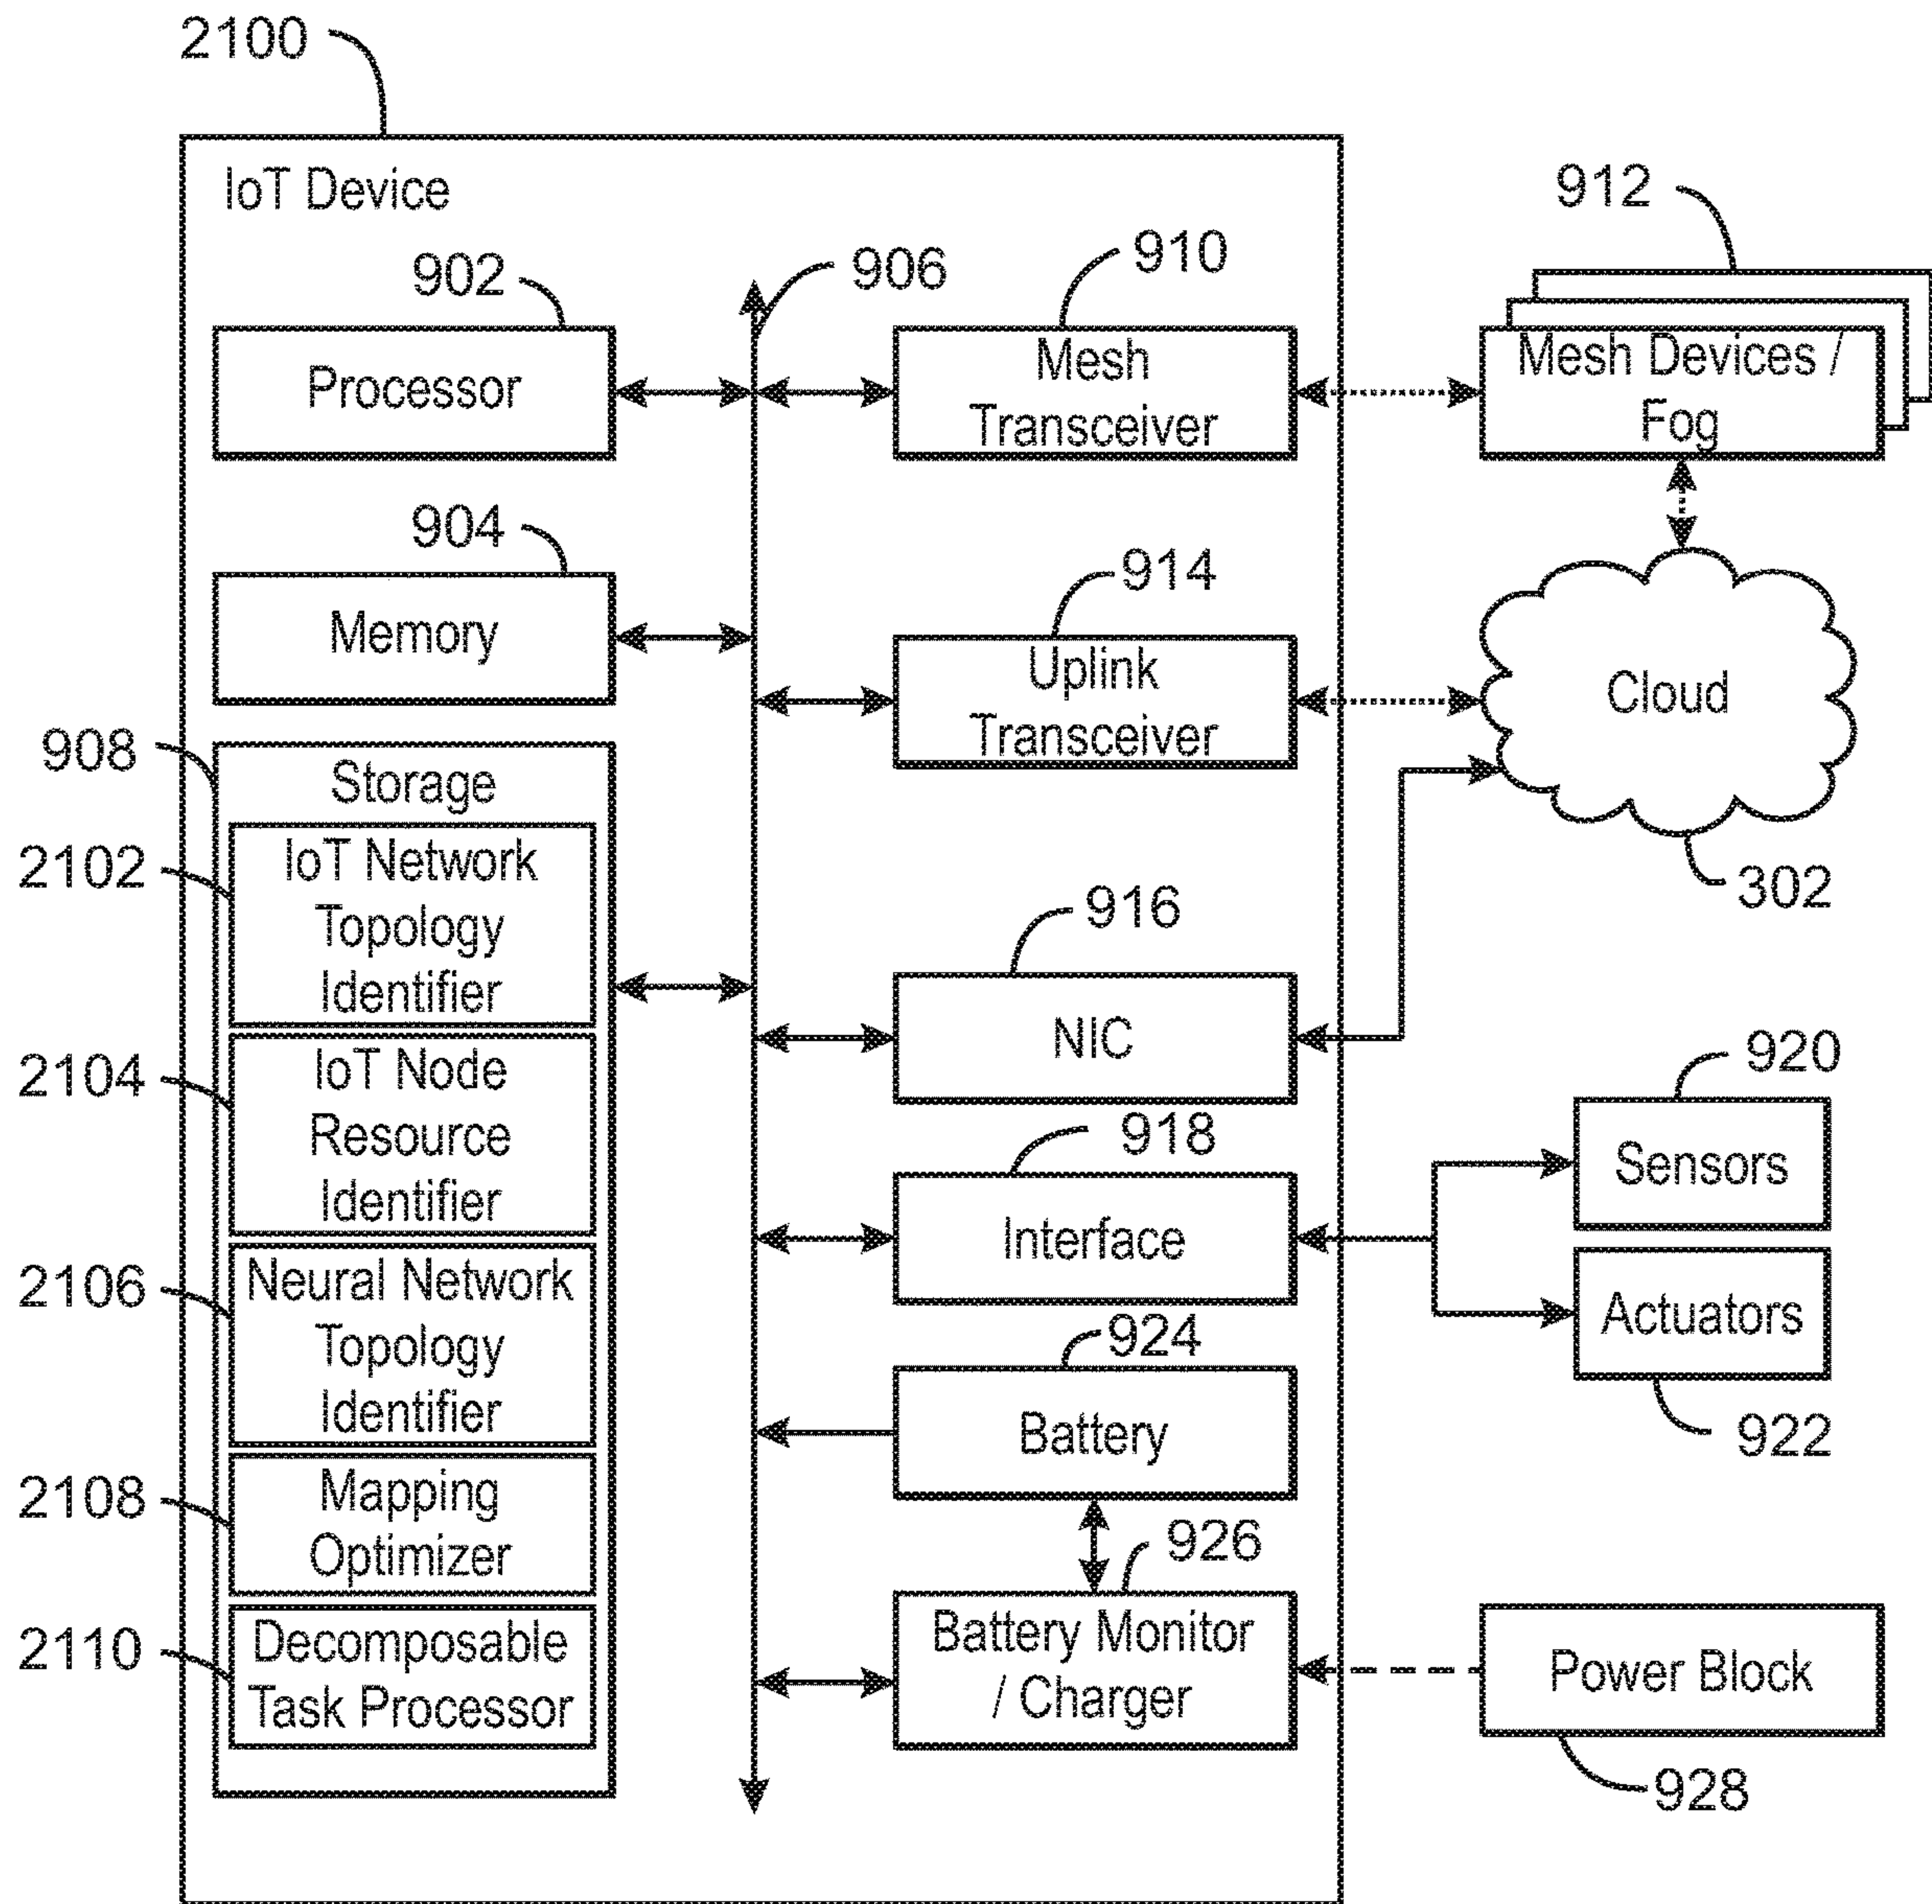 2100
IoT Device
912
910
906
902
Processor
Mesh
Transceiver
Mesh Devices /
Fog
904
Memory
914
Uplink
Transceiver
Cloud
302
908
Storage
2102
IoT Network
Topology
Identifier
916
NIC
2104
IoT Node
Resource
Identifier
918
Interface
920
Sensors
Actuators
922
2106
Neural Network
Topology
Identifier
924
Battery
2108
Mapping
Optimizer
926
Battery Monitor
/ Charger
Power Block
928
2110
Decomposable
Task Processor